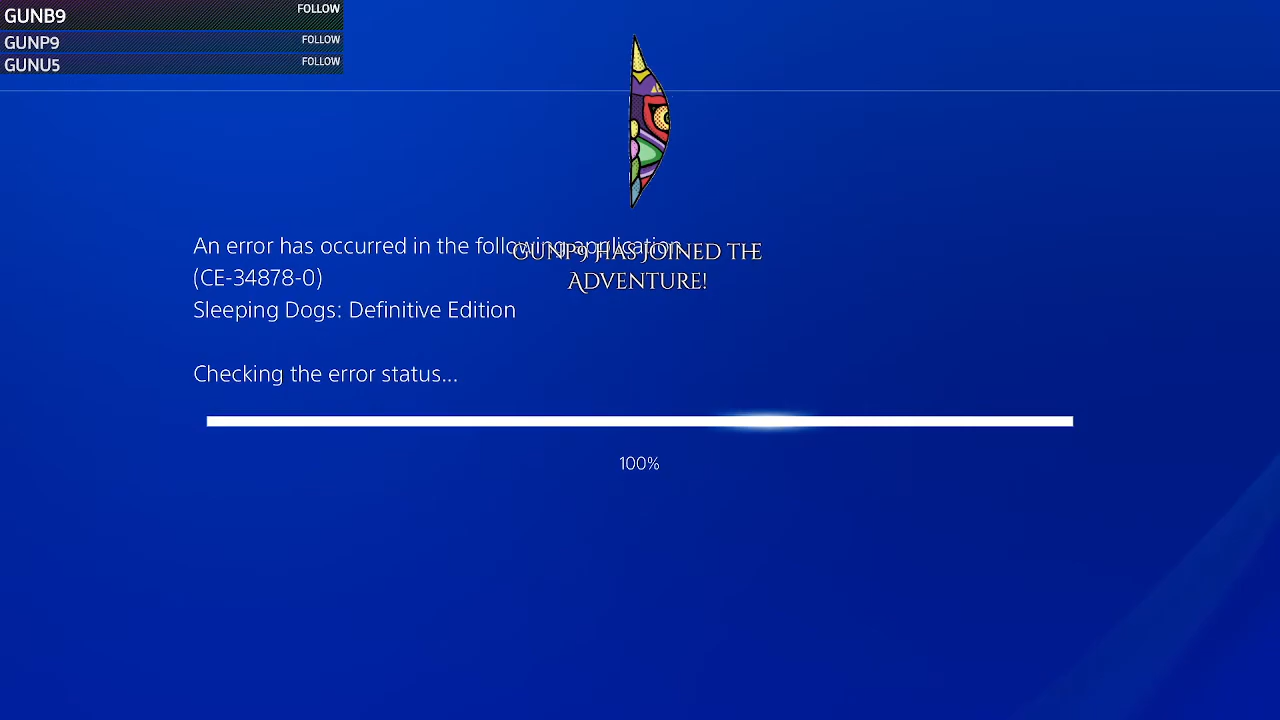 GUNB9 FOLLOW
GUNP9 FOLLOW
GUNU5 FOLLOW
An error has occurred in the following application.
(CE-34878-0)
Sleeping Dogs: Definitive Edition
GUNP9 HAS JOINED THE
ADVENTURE!
Checking the error status...
100%